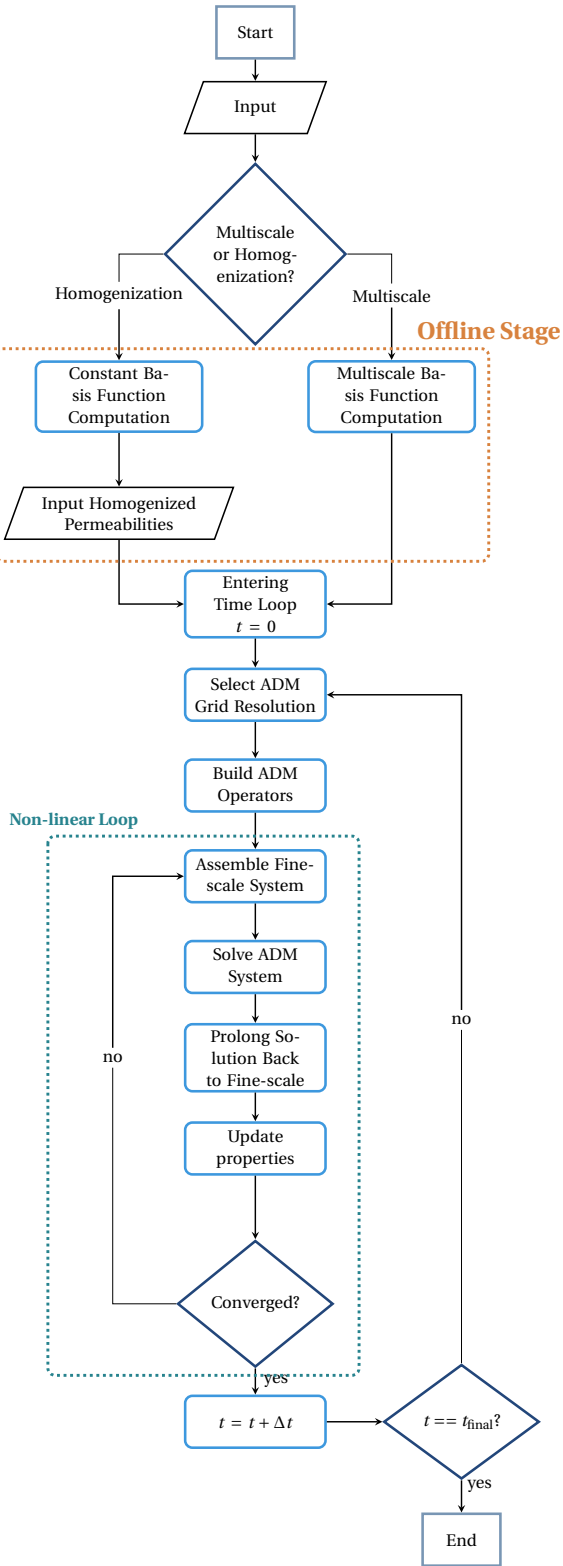 Start
Input
Multiscale
or Homog-
enization?
Homogenization
Multiscale
Offline Stage
Constant Ba-
sis Function
Computation
Multiscale Ba-
sis Function
Computation
Input Homogenized
Permeabilities
Entering
Time Loop
t = 0
Select ADM
Grid Resolution
Build ADM
Operators
Non-linear Loop
Assemble Fine-
scale System
Solve ADM
System
no
Prolong So-
lution Back
to Fine-scale
no
Update
properties
Converged?
yes
t = t + Δt
t == tfinal?
yes
End